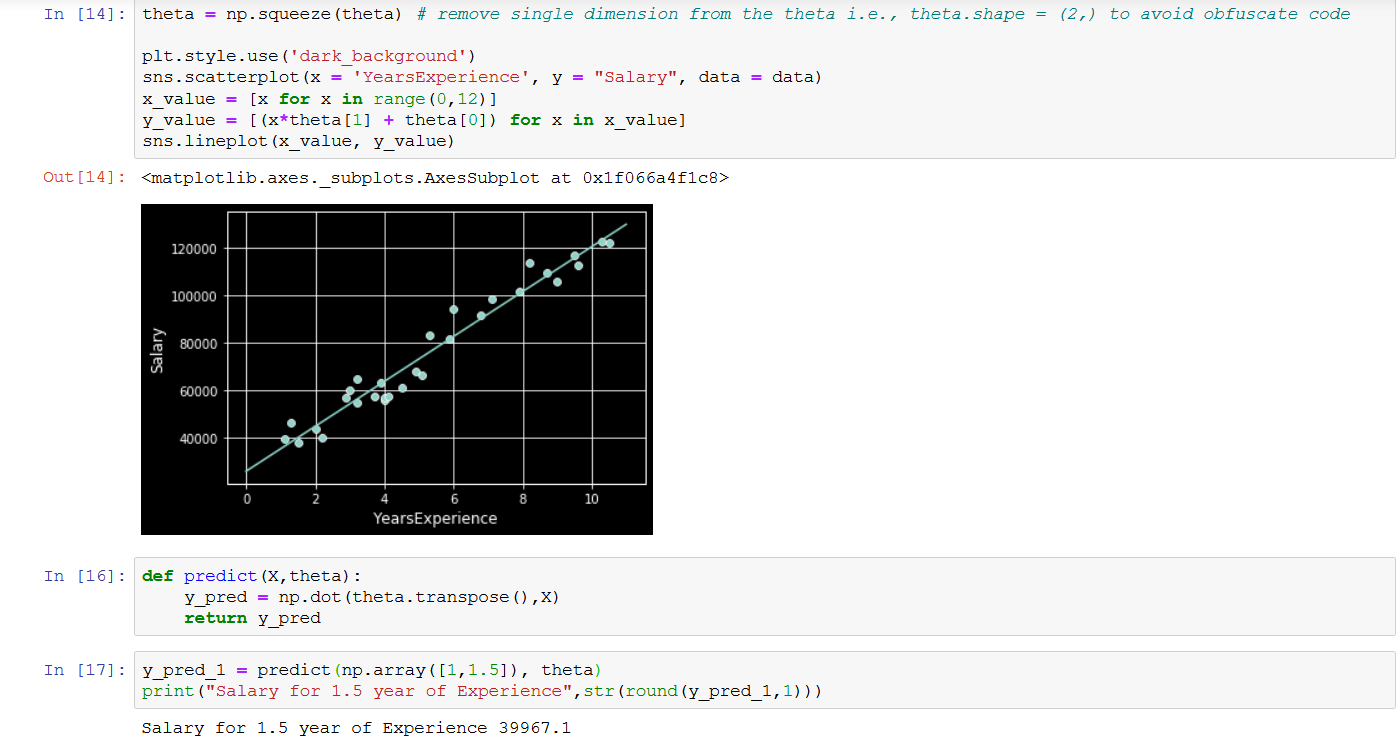 In [14]: theta = np.squeeze(theta) # remove single dimension from the theta i.e., theta.shape = (2,) to avoid obfuscate code
plt.style.use('dark_background')
sns.scatterplot(x = 'YearsExperience', y = "Salary", data = data)
x_value = [x for x in range(0,12)]
y_value = [(x*theta[1] + theta[0]) for x in x_value]
sns.lineplot(x_value, y_value)
Out[14]: <matplotlib.axes._subplots.AxesSubplot at 0x1f066a4f1c8>
120000
100000
80000
60000
40000
Salary
0 2 4 6 8 10
YearsExperience
In [16]: def predict(X,theta):
y_pred = np.dot(theta.transpose(),X)
return y_pred
In [17]: y_pred_1 = predict(np.array([1,1.5]), theta)
print("Salary for 1.5 year of Experience",str(round(y_pred_1,1)))
Salary for 1.5 year of Experience 39967.1